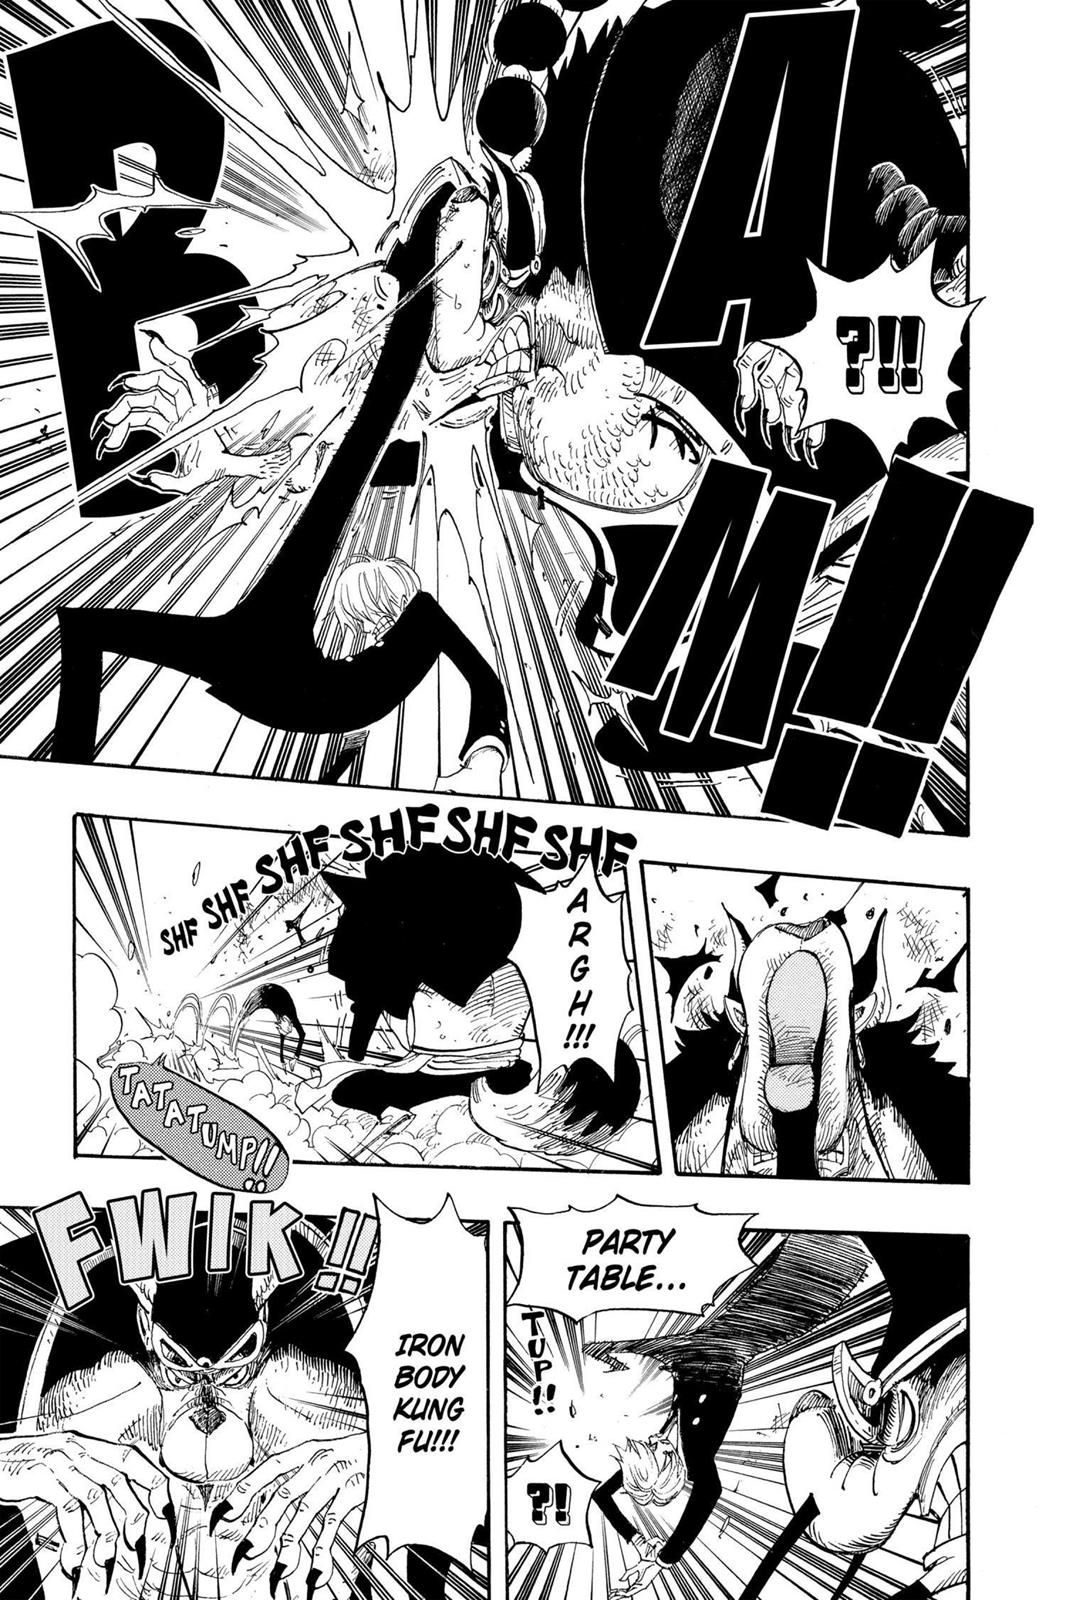 BAM!!
?!!
ARGH!!!
SHF SHF SHF SHF SHF SHF
TATATUMP!!
PARTY
TABLE...
TUP!!
?!
IRON
BODY
KUNG
FU!!!
FWIK!!